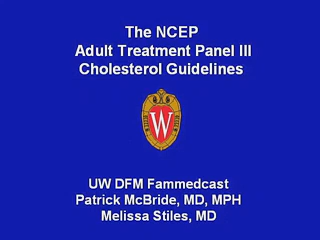 The NCEP
Adult Treatment Panel III
Cholesterol Guidelines
W
UW DFM Fammedcast
Patrick McBride, MD, MPH
Melissa Stiles, MD